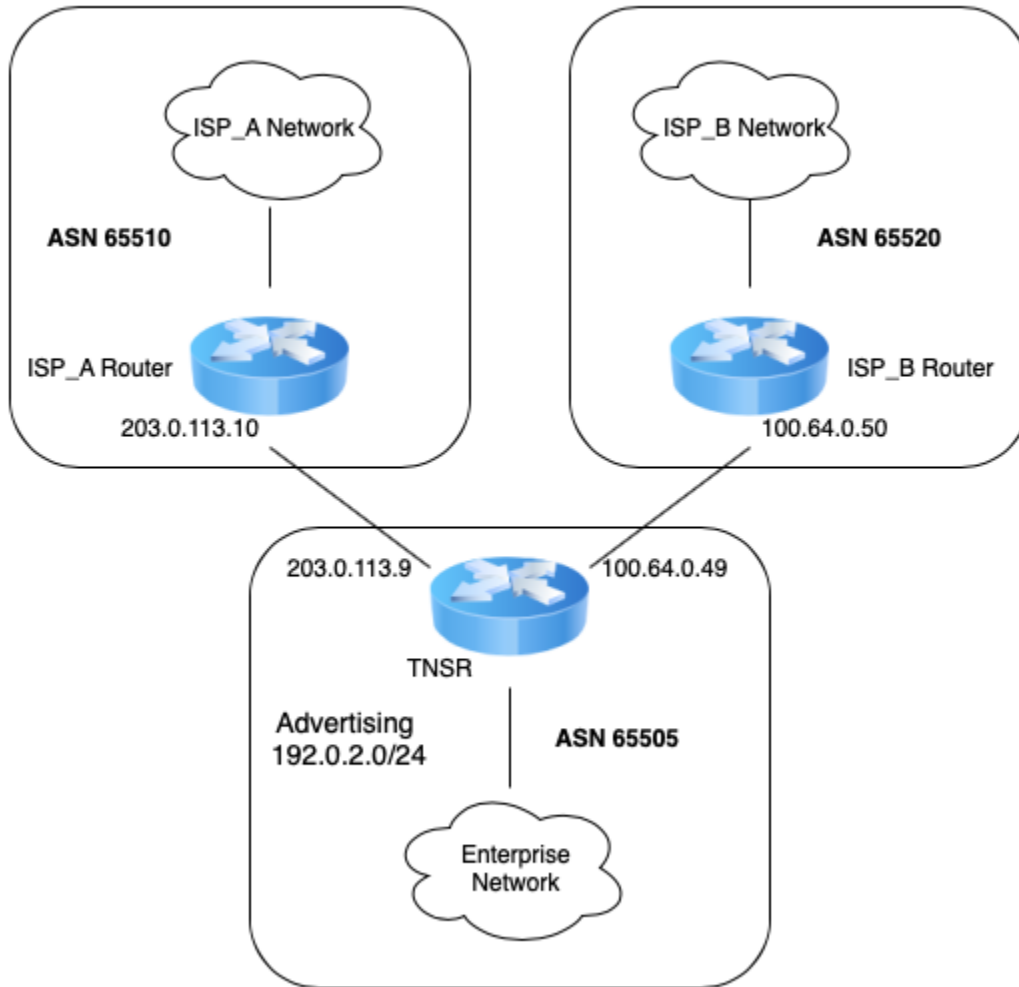 ISP_A Network
ISP_B Network
ASN 65510
ASN 65520
ISP_A Router
ISP_B Router
203.0.113.10
100.64.0.50
203.0.113.9
100.64.0.49
TNSR
Advertising
192.0.2.0/24
ASN 65505
Enterprise
Network